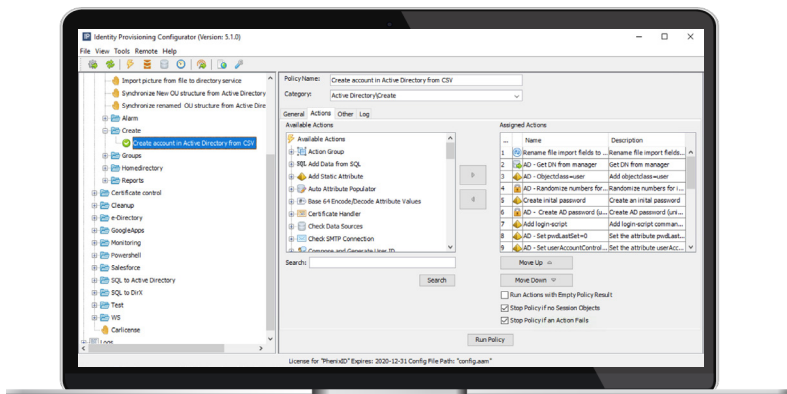 Identity Provisioning Configurator (Version: 5.1.0)
File View Tools Remote Help
Import picture from file to directory service
Synchronize New OU structure from Active Directory
Synchronize renamed OU structure from Active Dire
Alarm
Create
Create account in Active Directory from CSV
Groups
Homedirectory
Reports
Certificate control
Cleanup
e-Directory
GoogleApps
Monitoring
Powershell
Salesforce
SQL to Active Directory
SQL to DirX
Test
WS
Carlicense
Logs
Policy Name: Create account in Active Directory from CSV
Category: Active Directory\Create
General Actions Other Log
Available Actions
Available Actions
Action Group
SQL Add Data from SQL
Add Static Attribute
Auto Attribute Populator
Base 64 Encode/Decode Attribute Values
Certificate Handler
Check Data Sources
Check SMTP Connection
Compose and Generate User ID
Search:
Search
Assigned Actions
... Name Description
1 Rename file import fields to ... Rename file import fields...
2 AD - Get DN from manager Get DN from manager
3 AD - Objectclass=user Add objectclass=user
4 AD - Randomize numbers for... Randomize numbers for i...
5 Create inital password Create an inital password
6 AD - Create AD password (u... Create AD password (uni...
7 Add login-script Add login-script comman...
8 AD - Set pwdLastSet=0 Set the attribute pwdLast...
9 AD - Set userAccountControl... Set the attribute userAcc...
Move Up
Move Down
Run Actions with Empty Policy Result
Stop Policy if no Session Objects
Stop Policy if an Action Fails
Run Policy
License for "PhenixID" Expires: 2020-12-31 Config File Path: "config.aam"